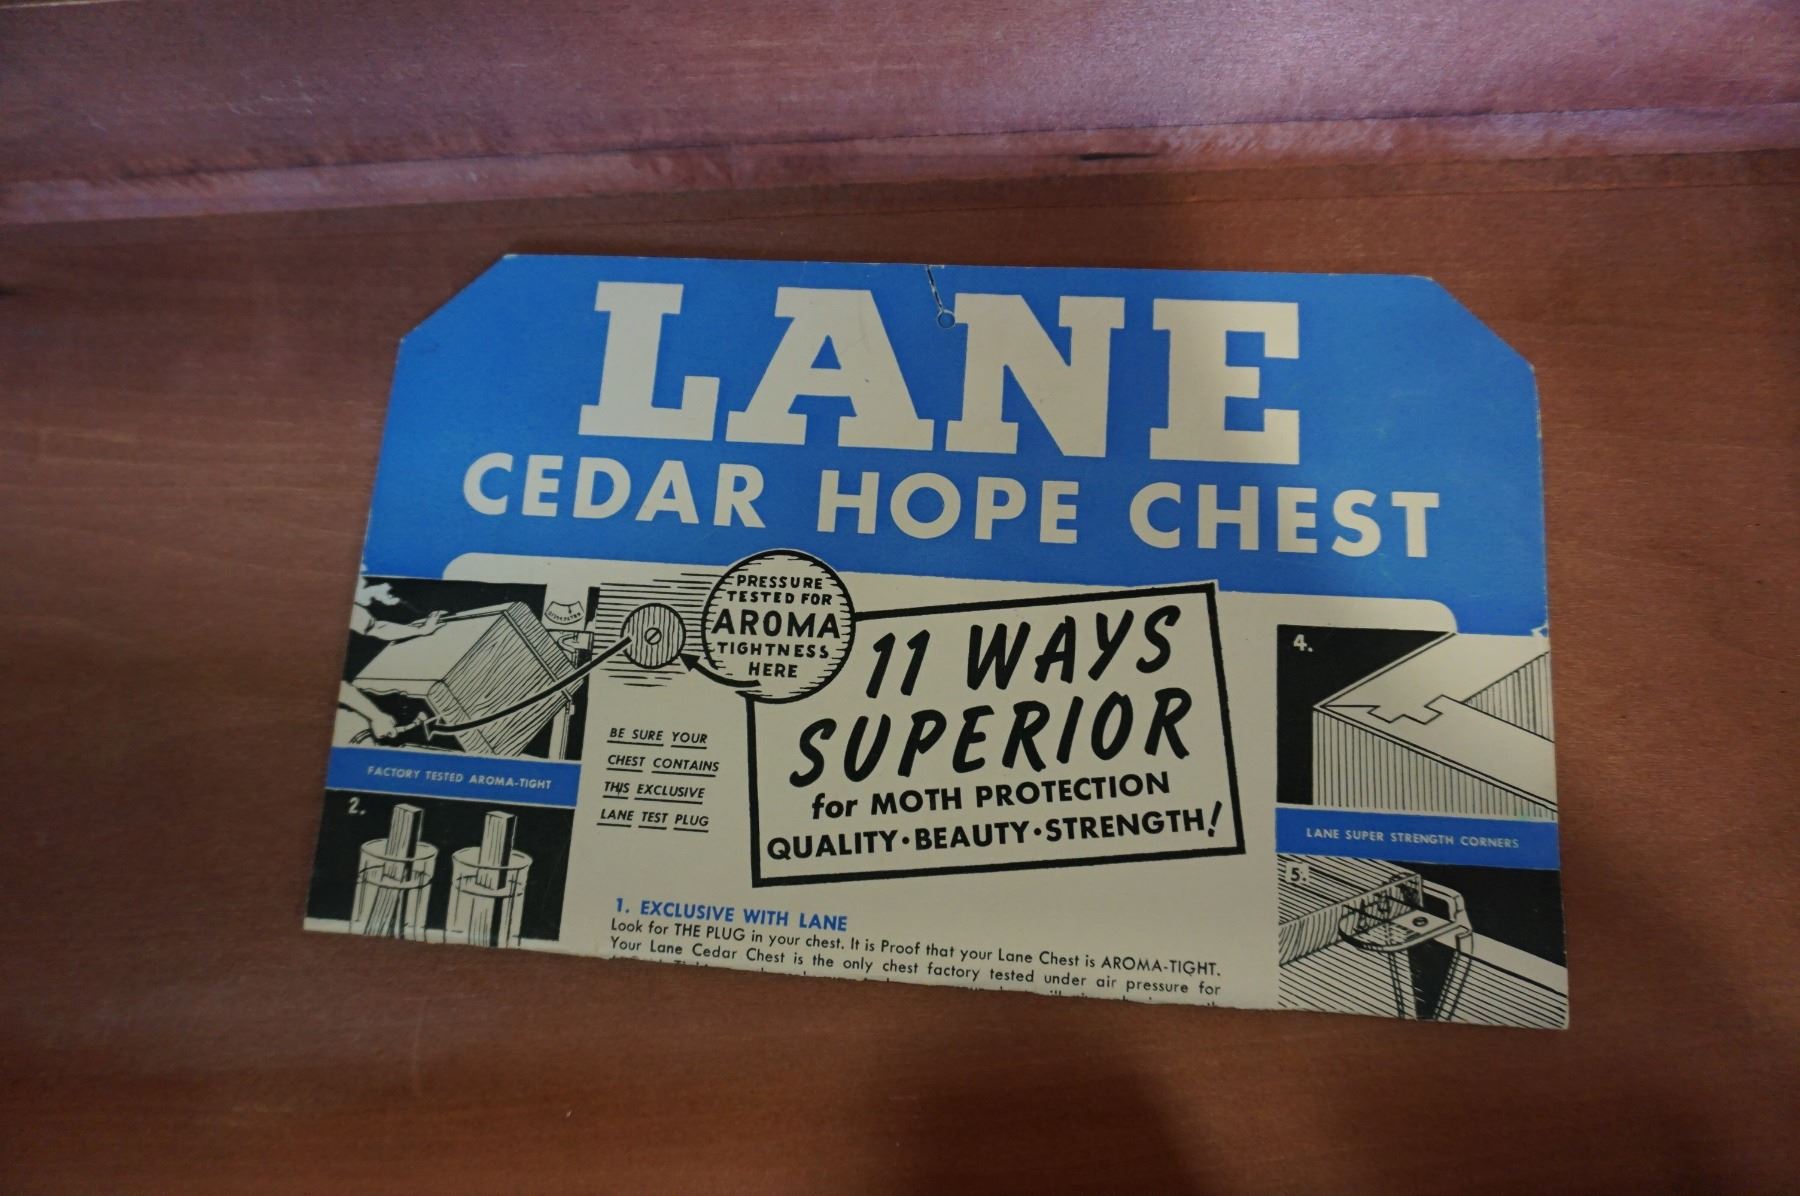 LANE
CEDAR HOPE CHEST
PRESSURE
TESTED FOR
AROMA
TIGHTNESS
HERE
11 WAYS
SUPERIOR
for MOTH PROTECTION
QUALITY·BEAUTY·STRENGTH!
BE SURE YOUR
CHEST CONTAINS
THIS EXCLUSIVE
LANE TEST PLUG
FACTORY TESTED AROMA-TIGHT
2.
4.
LANE SUPER STRENGTH CORNERS
5.
1. EXCLUSIVE WITH LANE
Look for THE PLUG in your chest. It is Proof that your Lane Chest is AROMA-TIGHT.
Your Lane Cedar Chest is the only chest factory tested under air pressure for